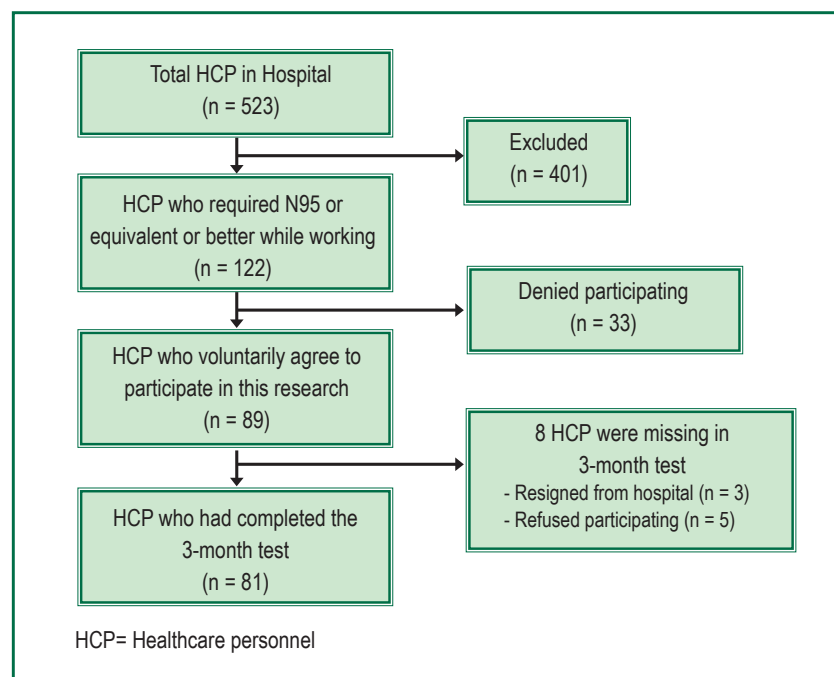 Total HCP in Hospital
(n = 523)
Excluded
(n = 401)
HCP who required N95 or
equivalent or better while working
(n = 122)
Denied participating
(n = 33)
HCP who voluntarily agree to
participate in this research
(n = 89)
8 HCP were missing in
3-month test
- Resigned from hospital (n = 3)
- Refused participating (n = 5)
HCP who had completed the
3-month test
(n = 81)
HCP= Healthcare personnel